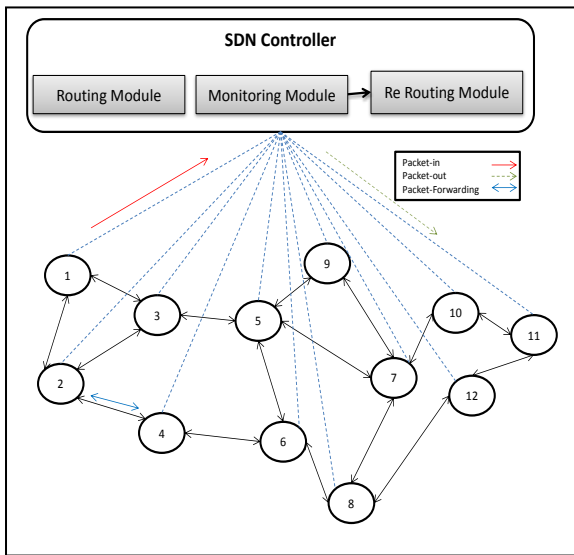 SDN Controller
Routing Module
Monitoring Module
Re Routing Module
Packet-in
Packet-out
Packet-Forwarding
9
1
10
3
5
11
7
2
12
4
6
8